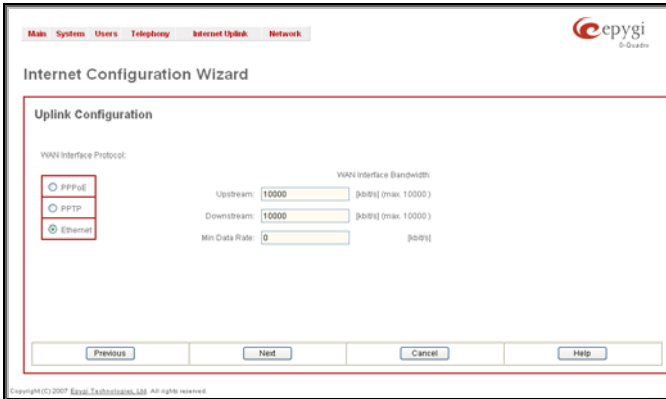 Main System Users Telephony Internet Uplink Network
epygi
D-Quadro
Internet Configuration Wizard
Uplink Configuration
WAN Interface Protocol:
WAN Interface Bandwidth:
PPPoE
Upstream: 10000 [kbit/s] (max. 10000 )
PPTP
Downstream: 10000 [kbit/s] (max. 10000 )
Ethernet
Min Data Rate: 0 [kbit/s]
Previous Next Cancel Help
Copyright (C) 2007 Epygi Technologies, Ltd. All rights reserved.